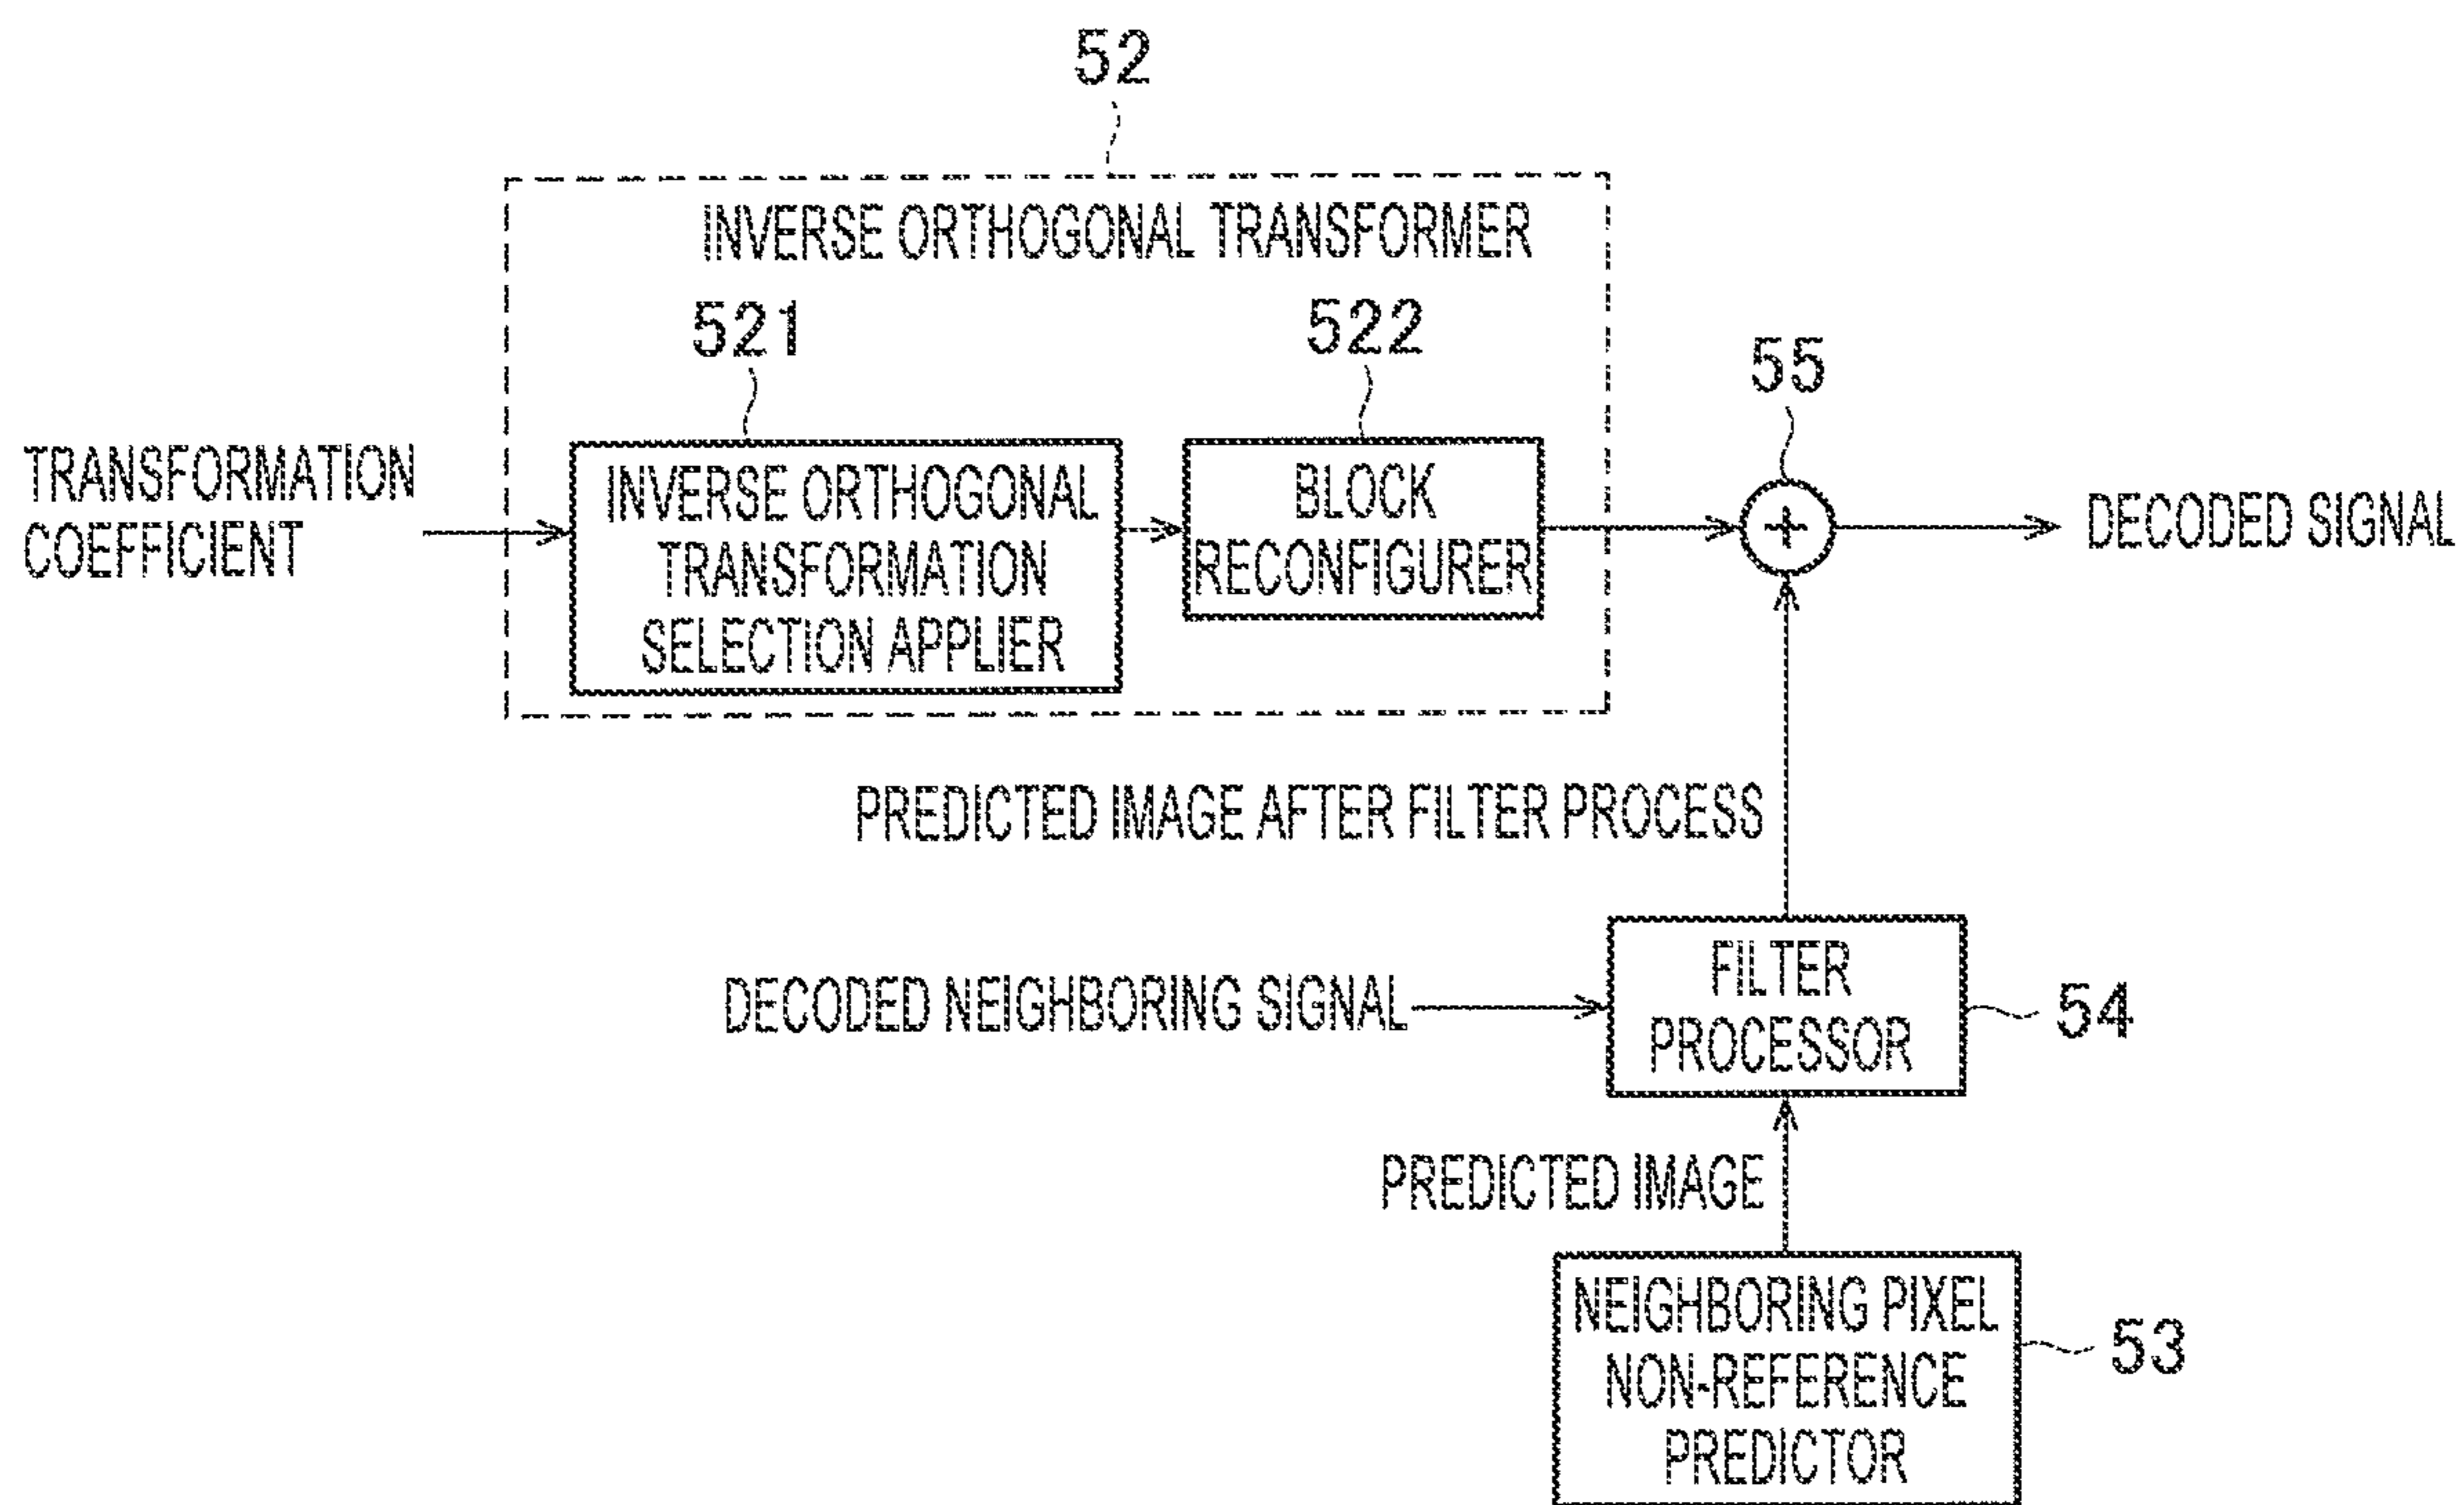 52
INVERSE ORTHOGONAL TRANSFORMER
521
522
55
TRANSFORMATION
COEFFICIENT
INVERSE ORTHOGONAL
TRANSFORMATION
SELECTION APPLIER
BLOCK
RECONFIGURER
+
DECODED SIGNAL
PREDICTED IMAGE AFTER FILTER PROCESS
DECODED NEIGHBORING SIGNAL
FILTER
PROCESSOR
54
PREDICTED IMAGE
NEIGHBORING PIXEL
NON-REFERENCE
PREDICTOR
53